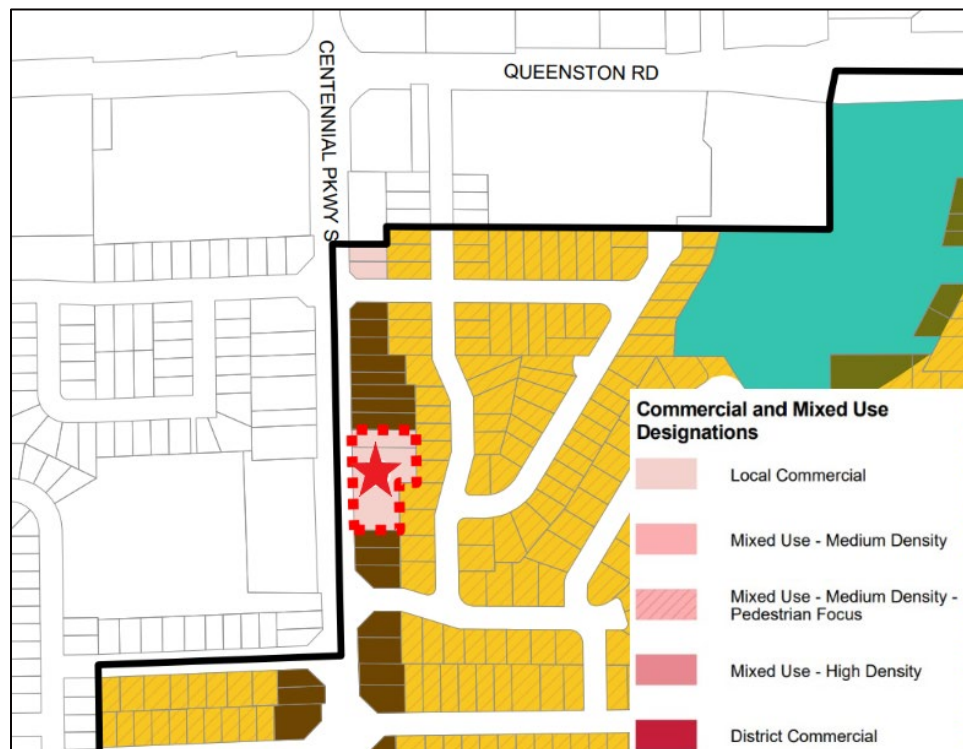 QUEENSTON RD
CENTENNIAL PKWY S
Commercial and Mixed Use
Designations
Local Commercial
Mixed Use - Medium Density
Mixed Use - Medium Density -
Pedestrian Focus
Mixed Use - High Density
District Commercial